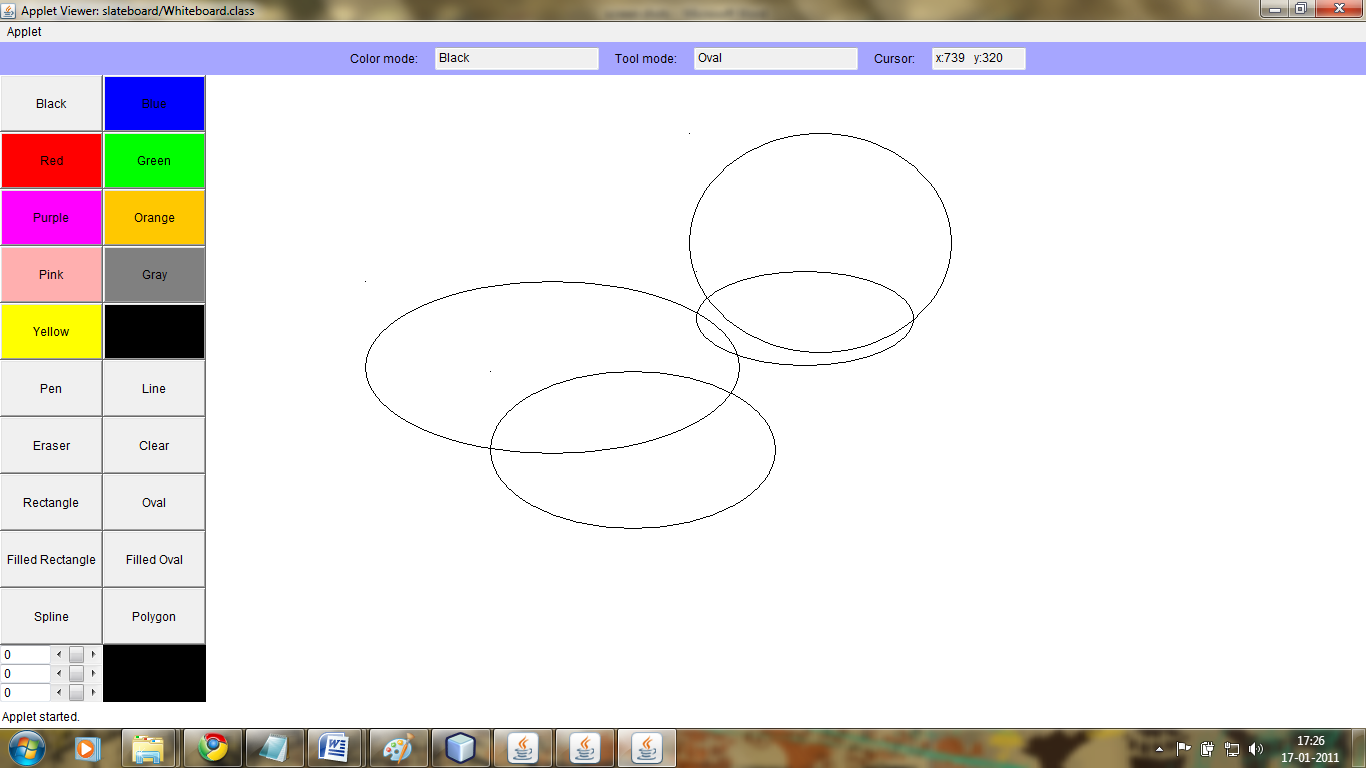 Applet Viewer: slateboard/Whiteboard.class
Applet
Color mode: Black Tool mode: Oval Cursor: x:739 y:320
Black Blue
Red Green
Purple Orange
Pink Gray
Yellow
Pen Line
Eraser Clear
Rectangle Oval
Filled Rectangle Filled Oval
Spline Polygon
0
0
0
Applet started.
17:26
17-01-2011